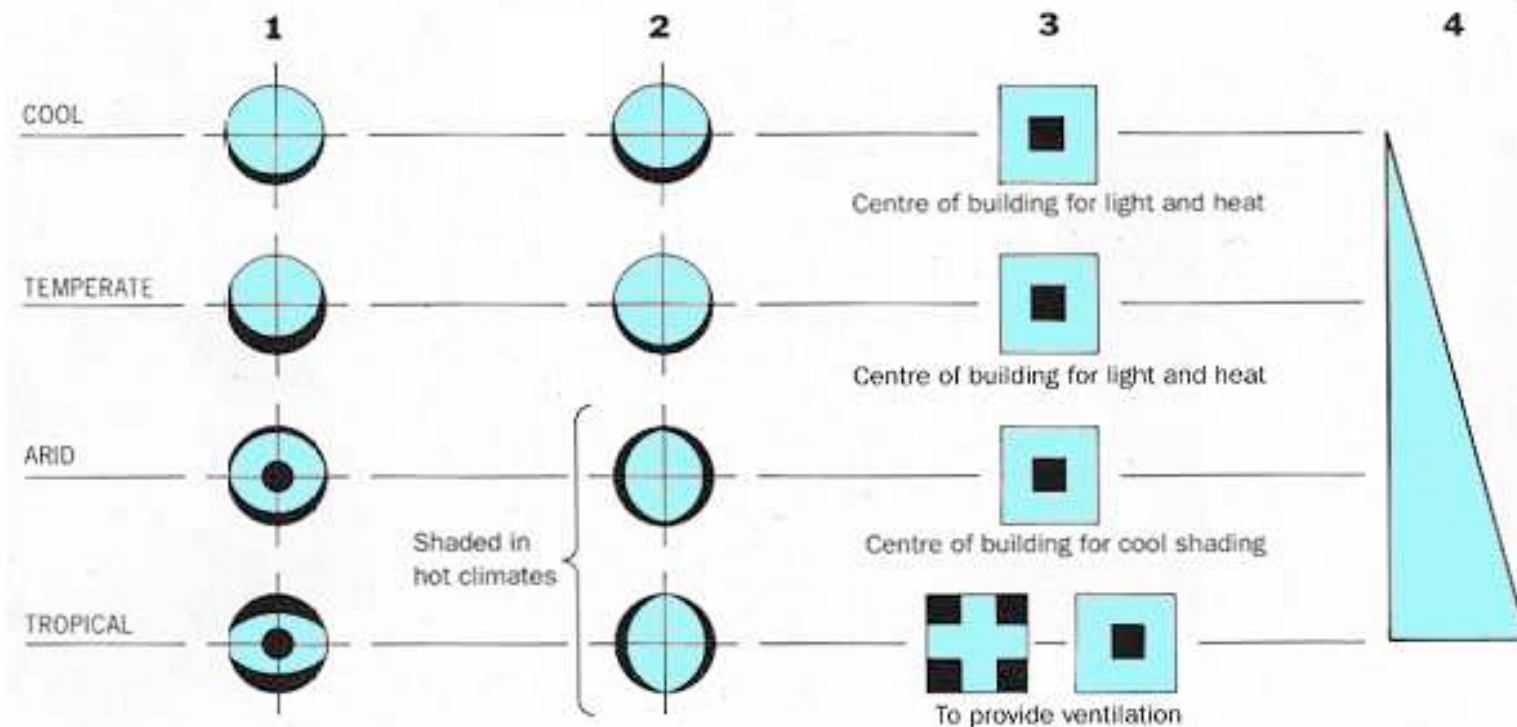 1
2
3
4
COOL
Centre of building for light and heat
TEMPERATE
Centre of building for light and heat
ARID
Shaded in
hot climates
Centre of building for cool shading
TROPICAL
To provide ventilation